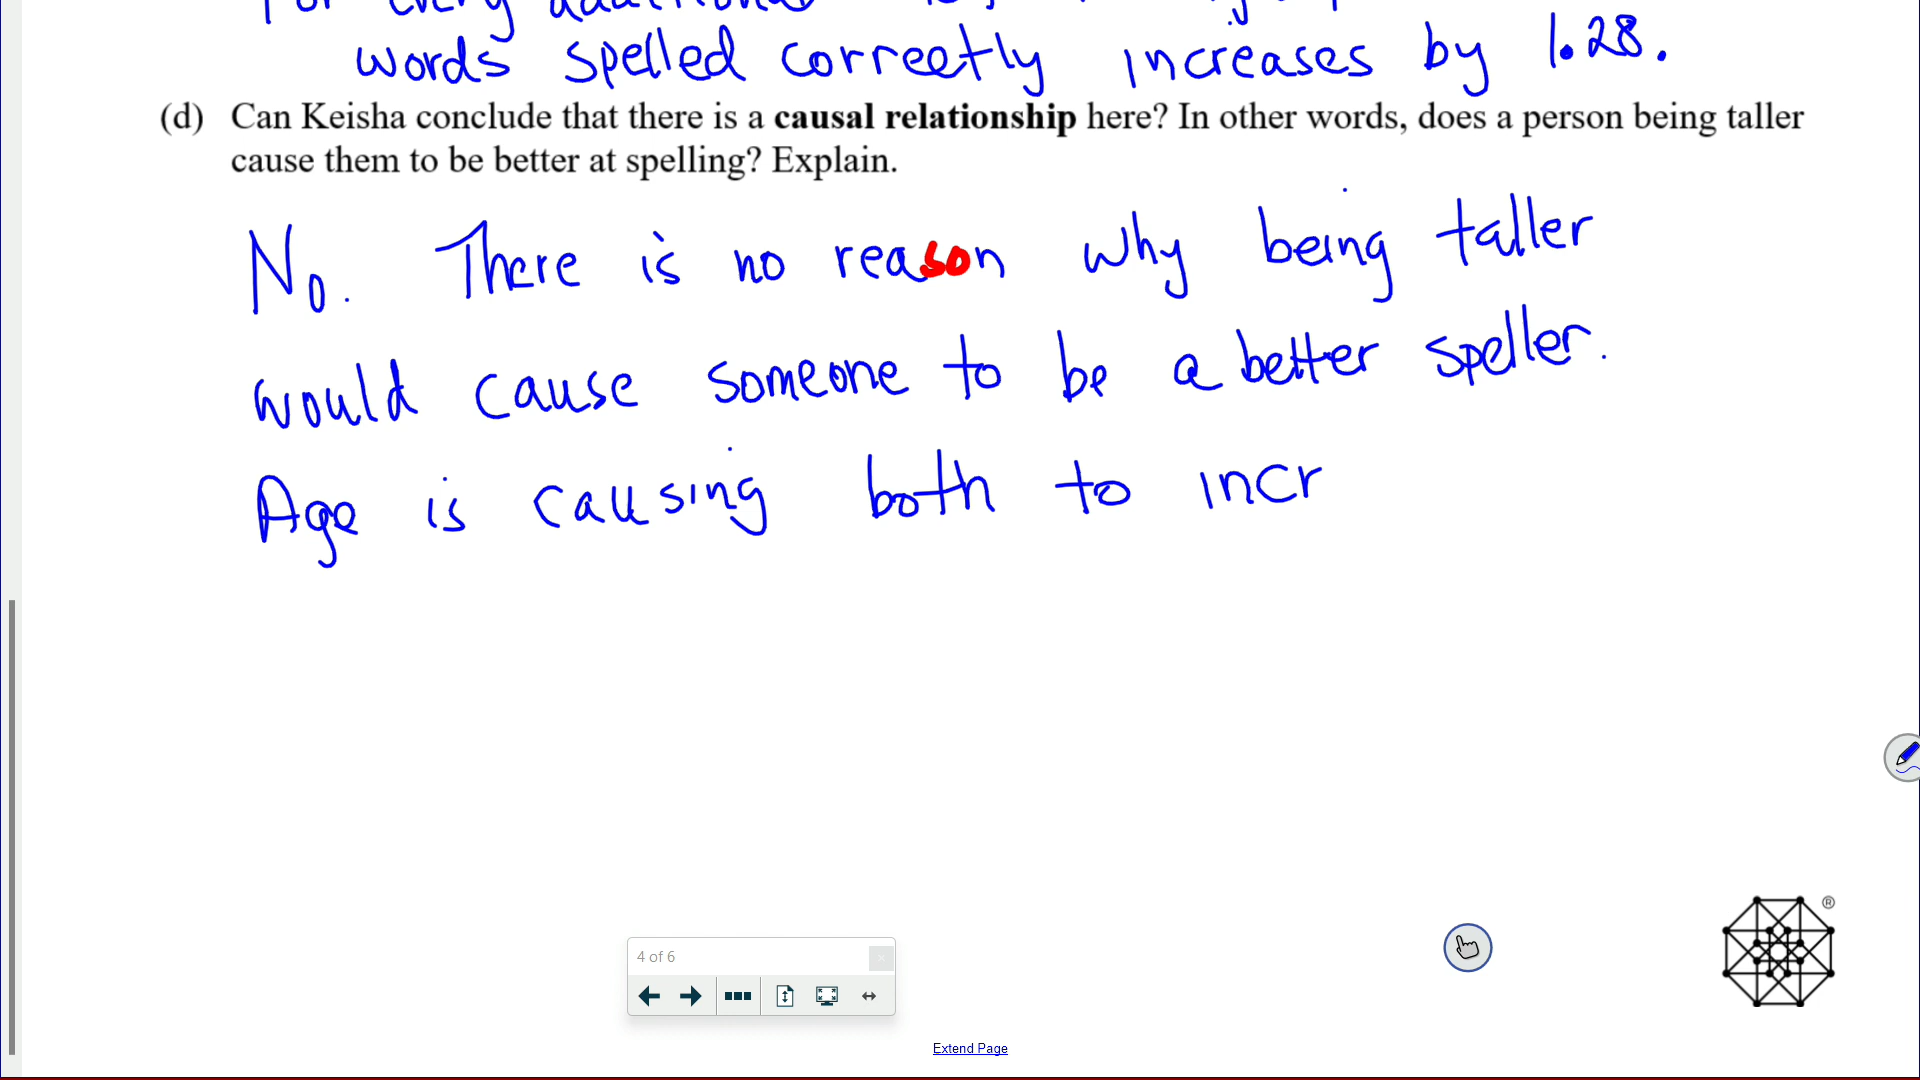 For every additional
words spelled correctly increases by 1.28.
(d) Can Keisha conclude that there is a causal relationship here? In other words, does a person being taller
cause them to be better at spelling? Explain.
No. There is no reason why being taller
would cause someone to be a better speller.
Age is causing both to incr
®
4 of 6
Extend Page